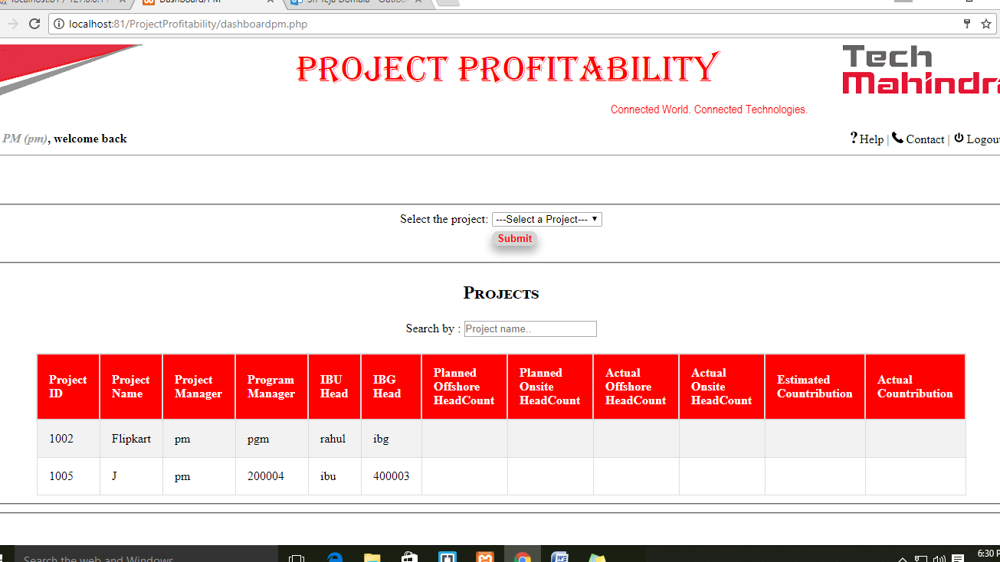 localhost:81 / 127.0.0.1 /
Dashboard/PM
Sri Teja Domala - Outloo
localhost:81/ProjectProfitability/dashboardpm.php
PROJECT PROFITABILITY
Tech
Mahindra
Connected World. Connected Technologies.
PM (pm), welcome back
? Help | Contact | Logout
Select the project: ---Select a Project---
Submit
PROJECTS
Search by : Project name..
Project ID Project Name Project Manager Program Manager IBU Head IBG Head Planned Offshore HeadCount Planned Onsite HeadCount Actual Offshore HeadCount Actual Onsite HeadCount Estimated Countribution Actual Countribution
1002 Flipkart pm pgm rahul ibg
1005 J pm 200004 ibu 400003
Search the web and Windows
6:30 P